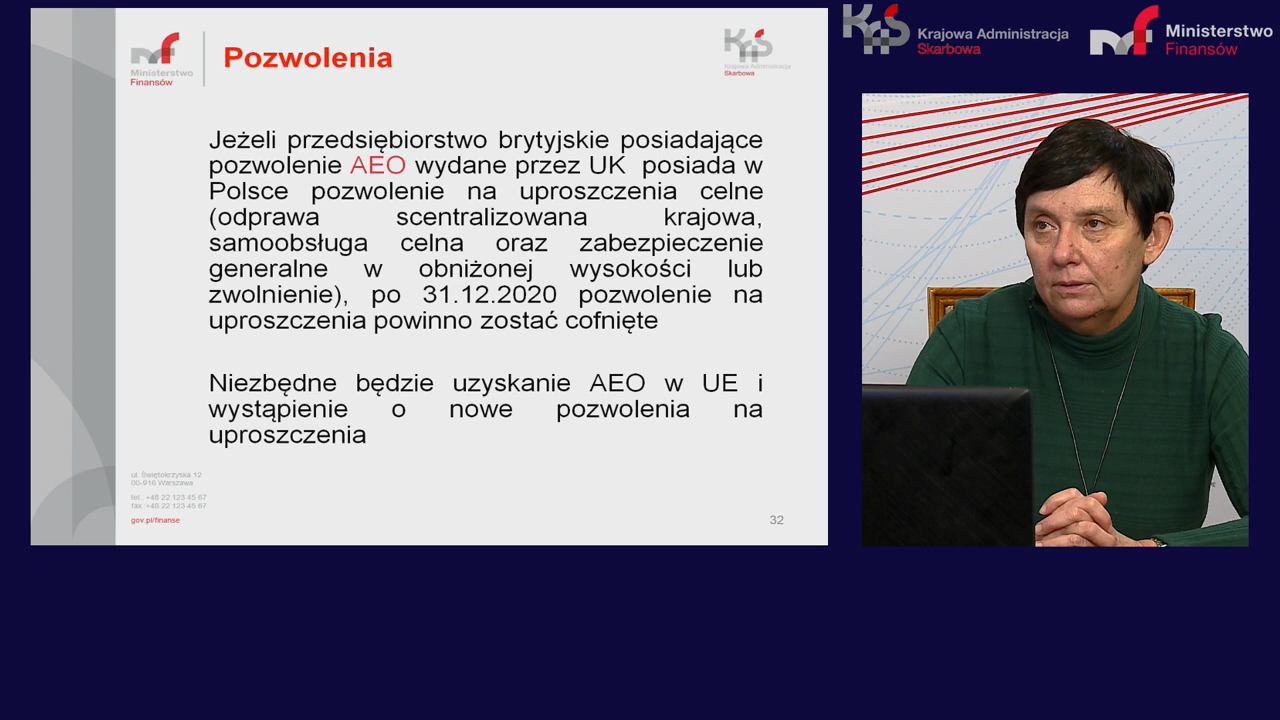 Ministerstwo
Finansów
Pozwolenia
KAS
Krajowa Administracja
Skarbowa
Jeżeli przedsiębiorstwo brytyjskie posiadające
pozwolenie AEO wydane przez UK posiada w
Polsce pozwolenie na uproszczenia celne
(odprawa scentralizowana krajowa,
samoobsługa celna oraz zabezpieczenie
generalne w obniżonej wysokości lub
zwolnienie), po 31.12.2020 pozwolenie na
uproszczenia powinno zostać cofnięte
Niezbędne będzie uzyskanie AEO w UE i
wystąpienie o nowe pozwolenia na
uproszczenia
ul. Świętokrzyska 12
00-916 Warszawa
tel.: +48 22 123 45 67
fax :+48 22 123 45 67
gov.pl/finanse
32
KAS
Krajowa Administracja
Skarbowa
mf
Ministerstwo
Finansów